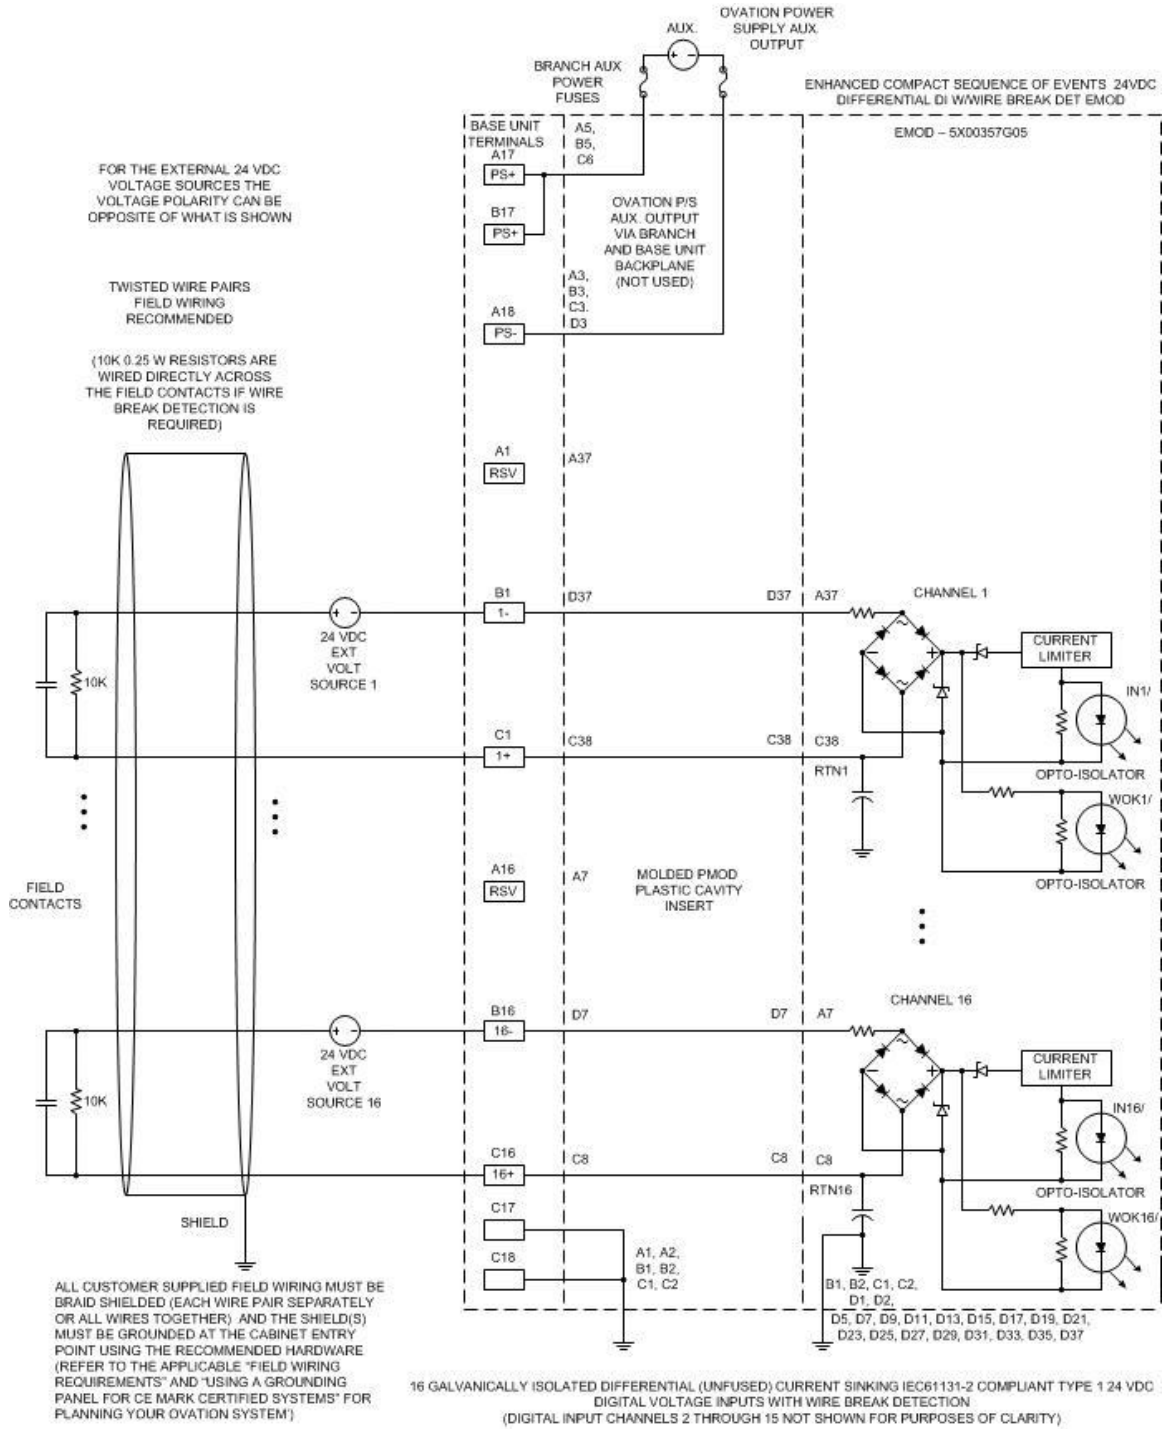 OVATION POWER
SUPPLY AUX.
OUTPUT
AUX.
+ -
BRANCH AUX
POWER
FUSES
ENHANCED COMPACT SEQUENCE OF EVENTS 24VDC
DIFFERENTIAL DI W/WIRE BREAK DET EMOD
BASE UNIT
TERMINALS
A5,
B5,
C6
EMOD – 5X00357G05
A17
PS+
FOR THE EXTERNAL 24 VDC
VOLTAGE SOURCES THE
VOLTAGE POLARITY CAN BE
OPPOSITE OF WHAT IS SHOWN
B17
PS+
OVATION P/S
AUX. OUTPUT
VIA BRANCH
AND BASE UNIT
BACKPLANE
(NOT USED)
A3,
B3,
C3.
D3
A18
PS-
TWISTED WIRE PAIRS
FIELD WIRING
RECOMMENDED
(10K 0.25 W RESISTORS ARE
WIRED DIRECTLY ACROSS
THE FIELD CONTACTS IF WIRE
BREAK DETECTION IS
REQUIRED)
A1
RSV
A37
B1
1-
D37
D37
A37
CHANNEL 1
+ -
24 VDC
EXT
VOLT
SOURCE 1
10K
~
- +
CURRENT
LIMITER
IN1/
OPTO-ISOLATOR
C1
1+
C38
C38
C38
RTN1
WOK1/
OPTO-ISOLATOR
A16
RSV
A7
MOLDED PMOD
PLASTIC CAVITY
INSERT
FIELD
CONTACTS
B16
16-
D7
D7
A7
CHANNEL 16
+ -
24 VDC
EXT
VOLT
SOURCE 16
10K
~
- +
CURRENT
LIMITER
IN16/
OPTO-ISOLATOR
C16
16+
C8
C8
C8
RTN16
WOK16/
SHIELD
C17
C18
A1, A2,
B1, B2,
C1, C2
B1, B2, C1, C2,
D1, D2,
D5, D7, D9, D11, D13, D15, D17, D19, D21,
D23, D25, D27, D29, D31, D33, D35, D37
ALL CUSTOMER SUPPLIED FIELD WIRING MUST BE
BRAID SHIELDED (EACH WIRE PAIR SEPARATELY
OR ALL WIRES TOGETHER) AND THE SHIELD(S)
MUST BE GROUNDED AT THE CABINET ENTRY
POINT USING THE RECOMMENDED HARDWARE
(REFER TO THE APPLICABLE "FIELD WIRING
REQUIREMENTS" AND "USING A GROUNDING
PANEL FOR CE MARK CERTIFIED SYSTEMS" FOR
PLANNING YOUR OVATION SYSTEM')
16 GALVANICALLY ISOLATED DIFFERENTIAL (UNFUSED) CURRENT SINKING IEC61131-2 COMPLIANT TYPE 1 24 VDC
DIGITAL VOLTAGE INPUTS WITH WIRE BREAK DETECTION
(DIGITAL INPUT CHANNELS 2 THROUGH 15 NOT SHOWN FOR PURPOSES OF CLARITY)